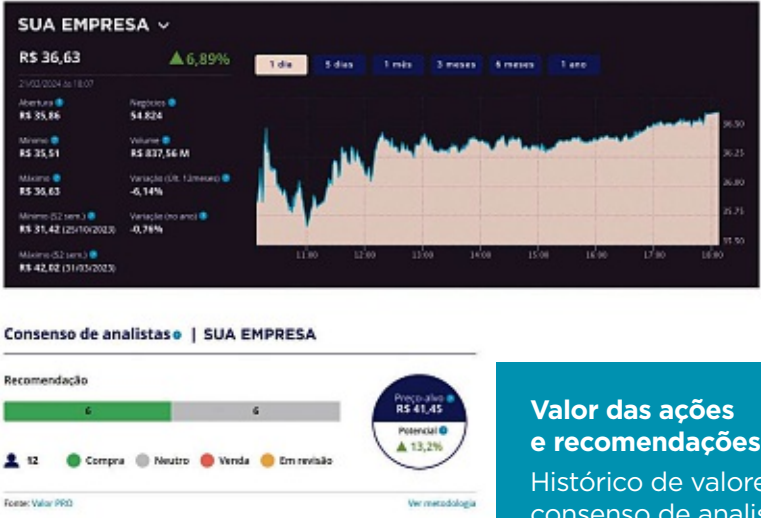 SUA EMPRESA
R$ 36,63 6,89%
21/02/2024 às 18:07
1 dia 5 dias 1 mês 3 meses 6 meses 1 ano
Abertura Negócios
R$ 35,86 54.824
Mínimo Volume
R$ 35,51 R$ 837,56 M
Máximo Variação (Últ. 12meses)
R$ 36,63 -6,14%
Mínimo (52 sem.) Variação (no ano)
R$ 31,42 (25/10/2023) -0,76%
Máximo (52 sem.)
R$ 42,02 (31/03/2023)
36.50
36.25
36.00
35.75
35.50
11:00 12:00 13:00 14:00 15:00 16:00 17:00 18:00
Consenso de analistas | SUA EMPRESA
Recomendação
6 6
12 Compra Neutro Venda Em revisão
Preço-alvo
R$ 41,45
Potencial
13,2%
Fonte: Valor PRO Ver metodologia
Valor das ações
e recomendações
Histórico de valore
consenso de analis